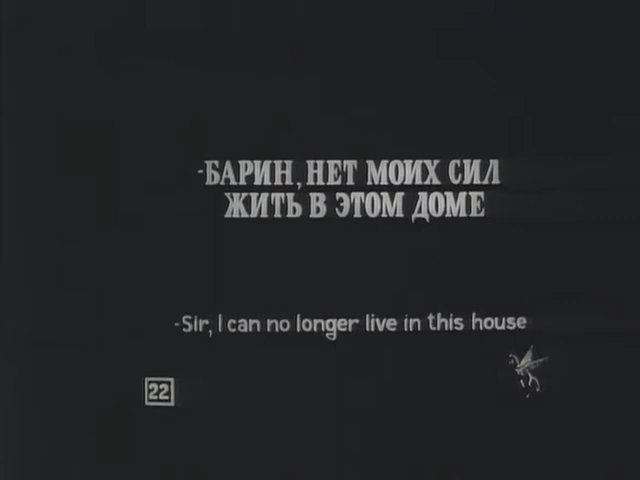 -БАРИН, НЕТ МОИХ СИЛ
ЖИТЬ В ЭТОМ ДОМЕ
-Sir, I can no longer live in this house
22